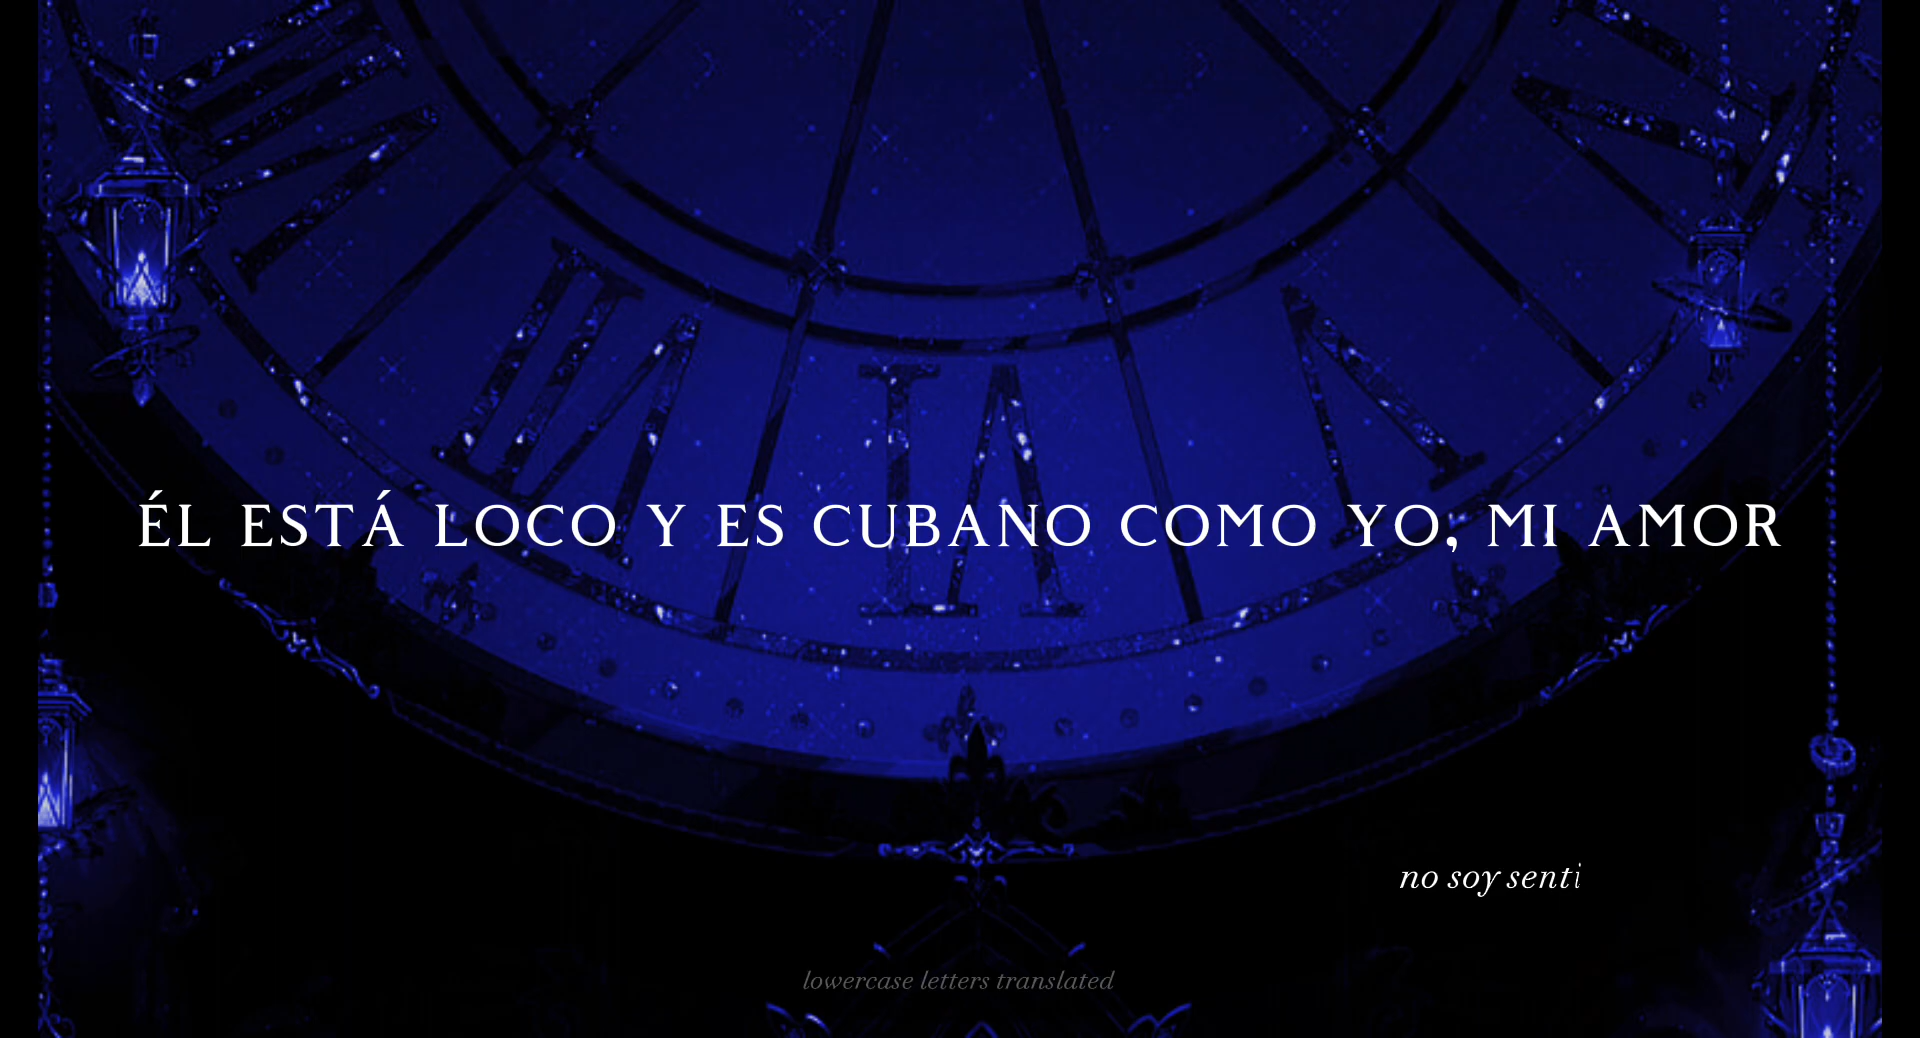 ÉL ESTÁ LOCO Y ES CUBANO COMO YO, MI AMOR
no soy senti
lowercase letters translated